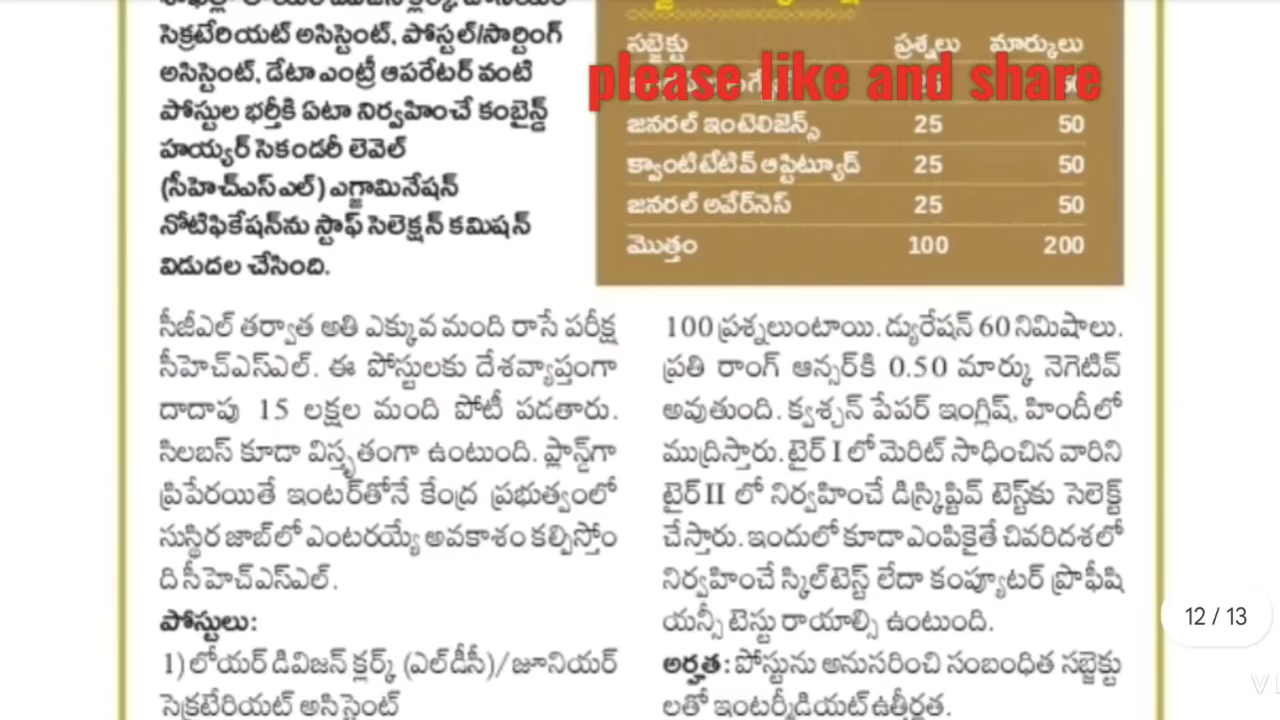 సెక్రటేరియట్ అసిస్టెంట్, పోస్టల్/సార్టింగ్
అసిస్టెంట్, డేటా ఎంట్రీ ఆపరేటర్ వంటి
పోస్టుల భర్తీకి ఏటా నిర్వహించే కంబైన్డ్
హయ్యర్ సెకండరీ లెవెల్
(సీహెచ్ఎస్ఎల్) ఎగ్జామినేషన్
నోటిఫికేషన్‌ను స్టాఫ్ సెలెక్షన్ కమిషన్
విడుదల చేసింది.
సబ్జెక్టు ప్రశ్నలు మార్కులు
please like and share
జనరల్ ఇంటెలిజెన్స్ 25 50
క్వాంటిటేటివ్ ఆప్టిట్యూడ్ 25 50
జనరల్ అవేర్‌నెస్ 25 50
మొత్తం 100 200
సీజీఎల్ తర్వాత అతి ఎక్కువ మంది రాసే పరీక్ష
సీహెచ్ఎస్ఎల్. ఈ పోస్టులకు దేశవ్యాప్తంగా
దాదాపు 15 లక్షల మంది పోటీ పడతారు.
సిలబస్ కూడా విస్తృతంగా ఉంటుంది. ప్లాన్డ్‌గా
ప్రిపేరయితే ఇంటర్‌తోనే కేంద్ర ప్రభుత్వంలో
సుస్థిర జాబ్‌లో ఎంటరయ్యే అవకాశం కల్పిస్తోం
ది సీహెచ్ఎస్ఎల్.
పోస్టులు:
1) లోయర్ డివిజన్ క్లర్క్ (ఎల్‌డీసీ)/జూనియర్
సెక్రటేరియట్ అసిస్టెంట్
100 ప్రశ్నలుంటాయి. డ్యురేషన్ 60 నిమిషాలు.
ప్రతి రాంగ్ ఆన్సర్‌కి 0.50 మార్కు నెగెటివ్
అవుతుంది. క్వశ్చన్ పేపర్ ఇంగ్లిష్, హిందీలో
ముద్రిస్తారు. టైర్ I లో మెరిట్ సాధించిన వారిని
టైర్ II లో నిర్వహించే డిస్క్రిప్టివ్ టెస్ట్‌కు సెలెక్ట్
చేస్తారు. ఇందులో కూడా ఎంపికైతే చివరిదశలో
నిర్వహించే స్కిల్‌టెస్ట్ లేదా కంప్యూటర్ ప్రొఫీషి
యన్సీ టెస్టు రాయాల్సి ఉంటుంది.
అర్హత: పోస్టును అనుసరించి సంబంధిత సబ్జెక్టు
లతో ఇంటర్మీడియట్ ఉత్తీర్ణత.
12 / 13